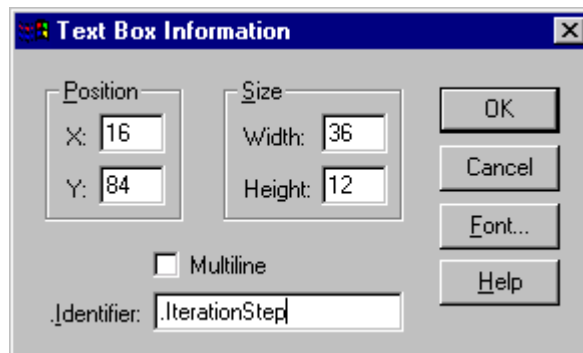 Text Box Information
Position
X: 16
Y: 84
Size
Width: 36
Height: 12
OK
Cancel
Font...
Help
Multiline
.Identifier: .IterationStep